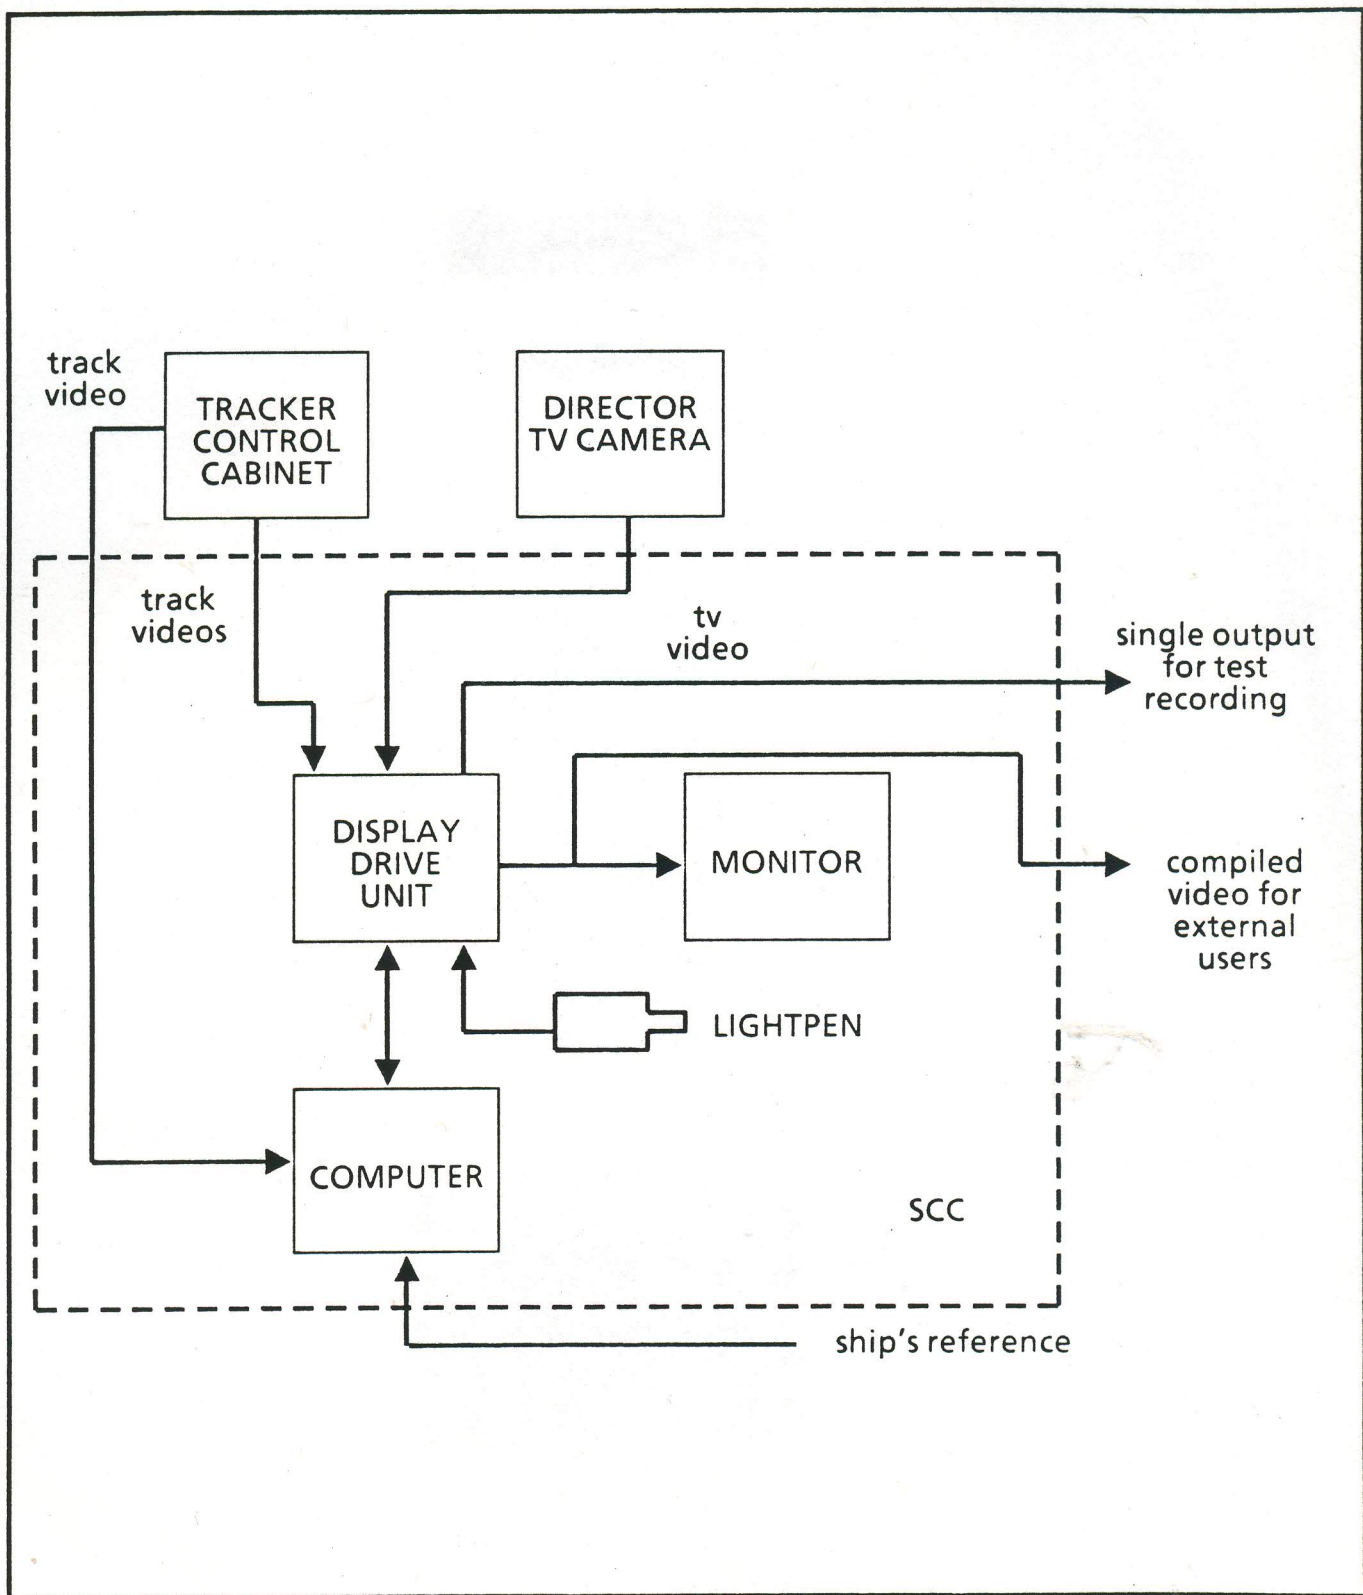 track
video
TRACKER
CONTROL
CABINET
DIRECTOR
TV CAMERA
track
videos
tv
video
single output
for test
recording
DISPLAY
DRIVE
UNIT
MONITOR
compiled
video for
external
users
LIGHTPEN
COMPUTER
SCC
ship's reference